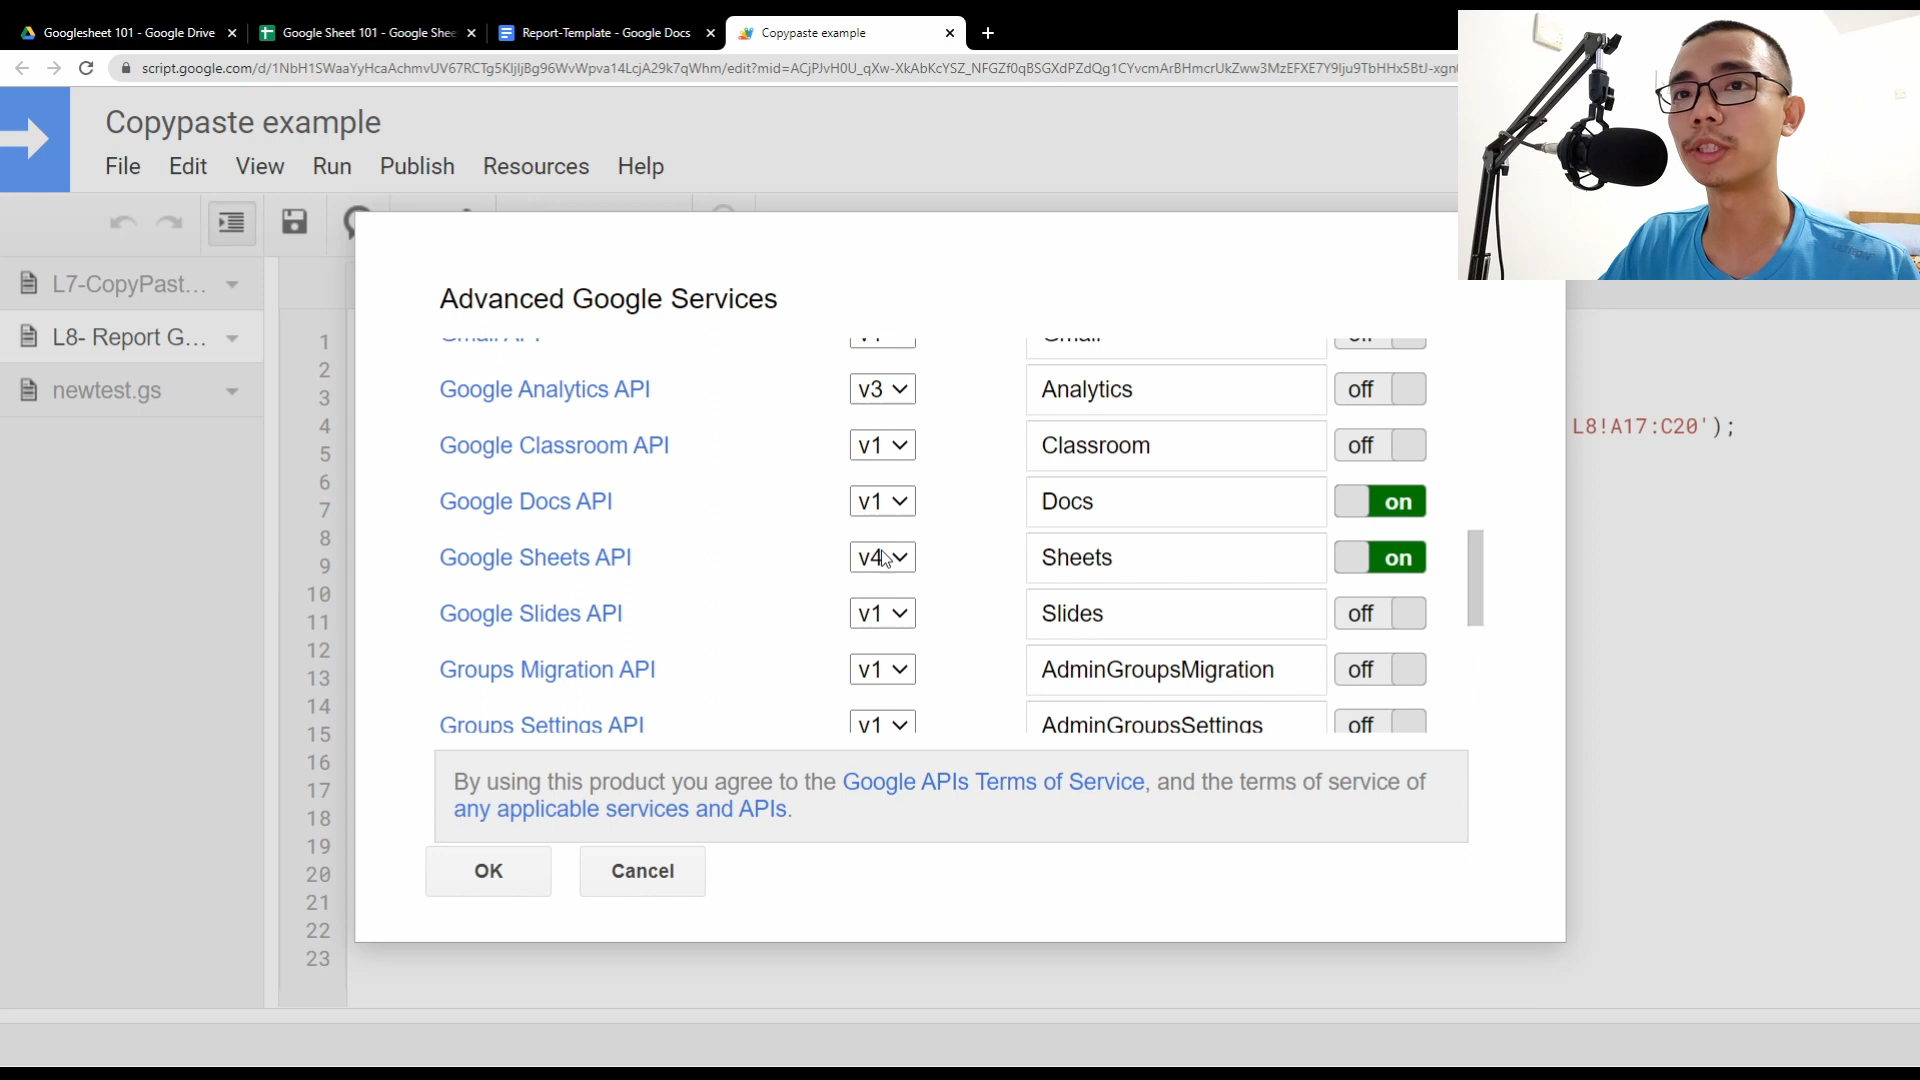 Googlesheet 101 - Google Drive
Google Sheet 101 - Google Shee
Report-Template - Google Docs
Copypaste example
Copypaste example
File Edit View Run Publish Resources Help
L7-CopyPast...
L8- Report G...
newtest.gs
1
2
3
4
5
6
7
8
9
10
11
12
13
14
15
16
17
18
19
20
21
22
23
L8!A17:C20');
Advanced Google Services
Google Analytics API v3 Analytics off
Google Classroom API v1 Classroom off
Google Docs API v1 Docs on
Google Sheets API v4 Sheets on
Google Slides API v1 Slides off
Groups Migration API v1 AdminGroupsMigration off
Groups Settings API v1 AdminGroupsSettings off
By using this product you agree to the Google APIs Terms of Service, and the terms of service of
any applicable services and APIs.
OK Cancel